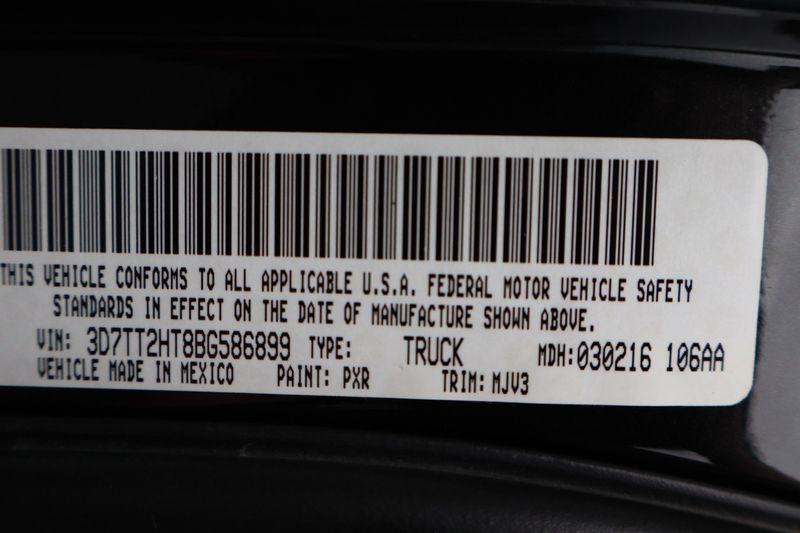 THIS VEHICLE CONFORMS TO ALL APPLICABLE U.S.A. FEDERAL MOTOR VEHICLE SAFETY
STANDARDS IN EFFECT ON THE DATE OF MANUFACTURE SHOWN ABOVE.
VIN: 3D7TT2HT8BG586899 TYPE: TRUCK MDH: 030216 106AA
VEHICLE MADE IN MEXICO PAINT: PXR TRIM: MJV3